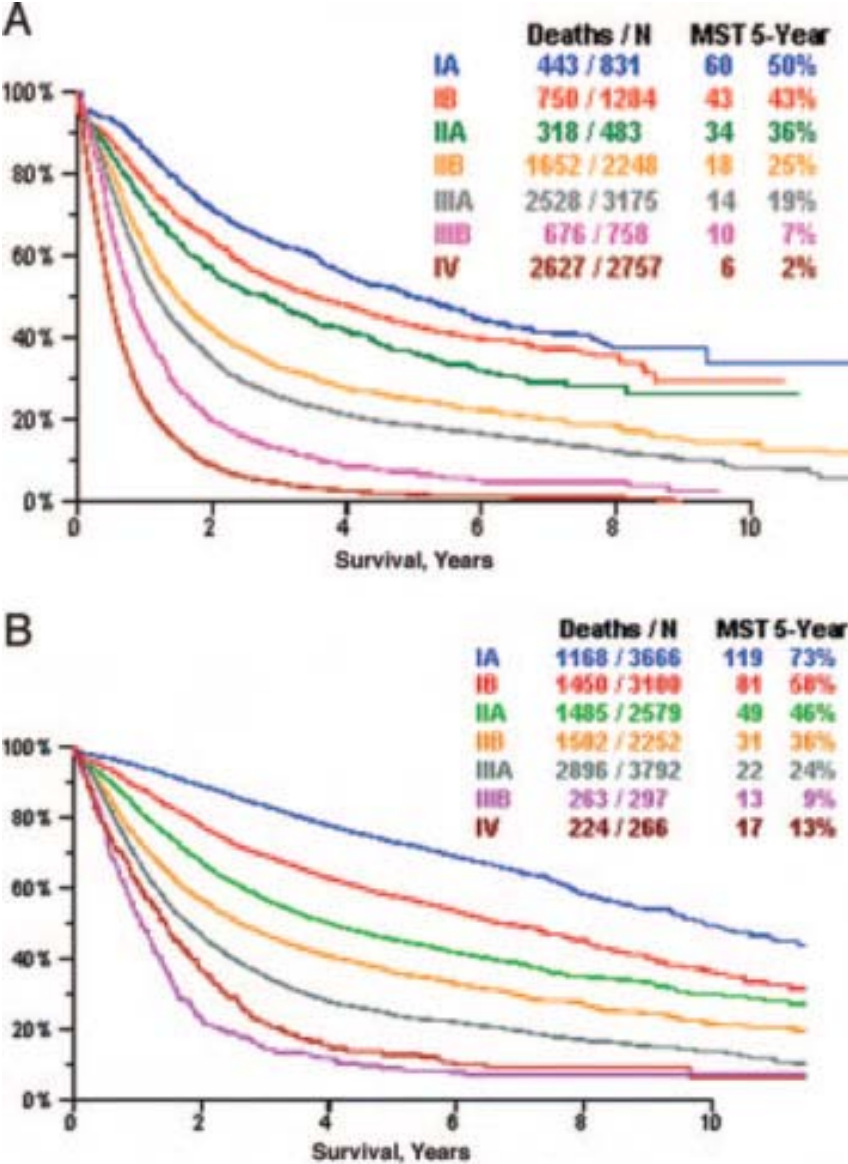 A
Deaths / N MST 5-Year
IA 443 / 831 60 50%
IB 750 / 1284 43 43%
IIA 318 / 483 34 36%
IIB 1652 / 2248 18 25%
IIIA 2528 / 3175 14 19%
IIIB 676 / 758 10 7%
IV 2627 / 2757 6 2%
100%
80%
60%
40%
20%
0%
0 2 4 6 8 10
Survival, Years
B
Deaths / N MST 5-Year
IA 1168 / 3666 119 73%
IB 1450 / 3100 81 58%
IIA 1485 / 2579 49 46%
IIB 1502 / 2252 31 36%
IIIA 2896 / 3792 22 24%
IIIB 263 / 297 13 9%
IV 224 / 266 17 13%
100%
80%
60%
40%
20%
0%
0 2 4 6 8 10
Survival, Years